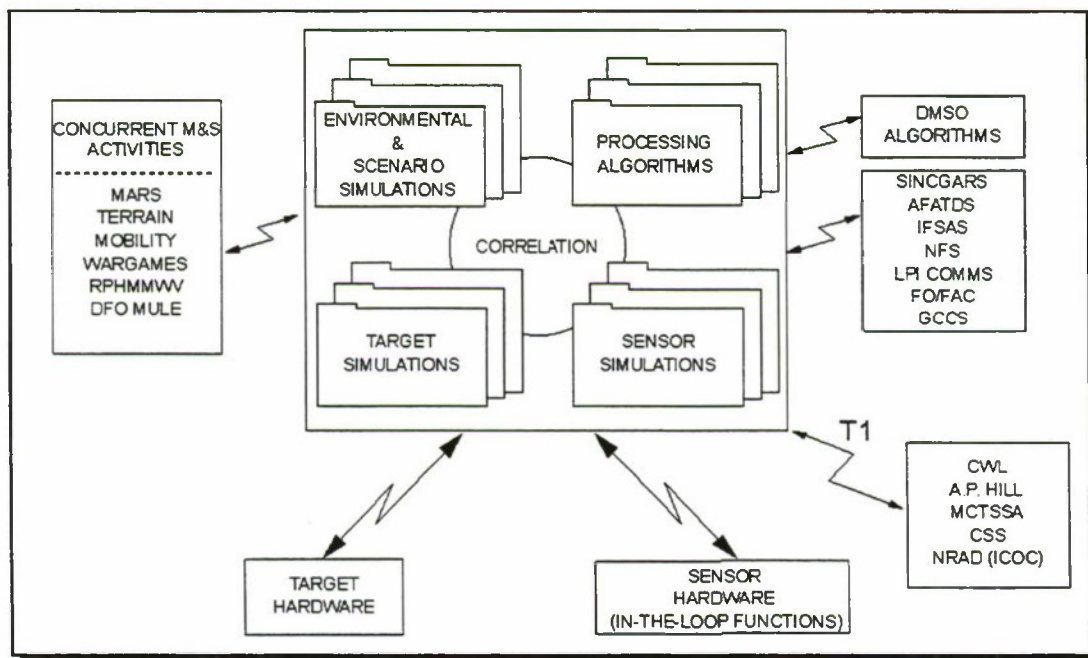 CONCURRENT M&S
ACTIVITIES
MARS
TERRAIN
MOBILITY
WARGAMES
RPHMMWV
DFO MULE
ENVIRONMENTAL
&
SCENARIO
SIMULATIONS
PROCESSING
ALGORITHMS
CORRELATION
TARGET
SIMULATIONS
SENSOR
SIMULATIONS
DMSO
ALGORITHMS
SINCGARS
AFATDS
IFSAS
NFS
LPI COMMS
FO/FAC
GCCS
T1
CWL
A.P. HILL
MCTSSA
CSS
NRAD (ICOC)
TARGET
HARDWARE
SENSOR
HARDWARE
(IN-THE-LOOP FUNCTIONS)